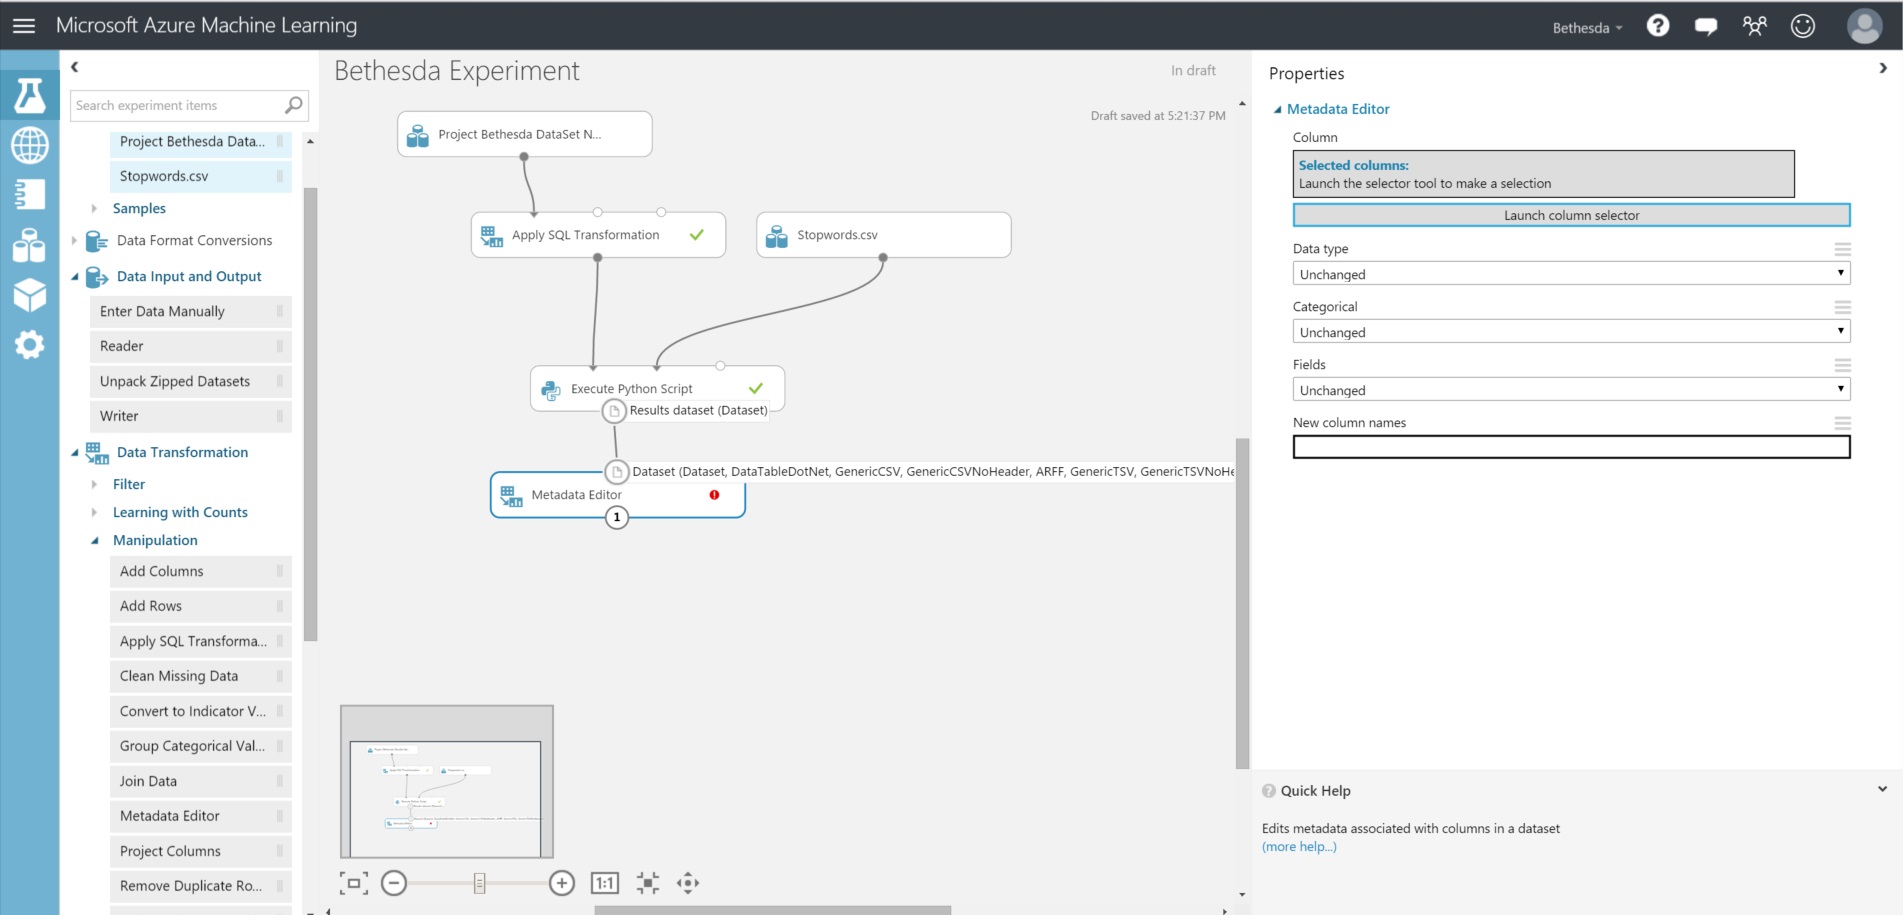 Microsoft Azure Machine Learning
Bethesda
Search experiment items
Project Bethesda Data...
Stopwords.csv
Samples
Data Format Conversions
Data Input and Output
Enter Data Manually
Reader
Unpack Zipped Datasets
Writer
Data Transformation
Filter
Learning with Counts
Manipulation
Add Columns
Add Rows
Apply SQL Transforma...
Clean Missing Data
Convert to Indicator V...
Group Categorical Val...
Join Data
Metadata Editor
Project Columns
Remove Duplicate Ro...
Bethesda Experiment
In draft
Draft saved at 5:21:37 PM
Project Bethesda DataSet N...
Apply SQL Transformation
Stopwords.csv
Execute Python Script
Results dataset (Dataset)
Dataset (Dataset, DataTableDotNet, GenericCSV, GenericCSVNoHeader, ARFF, GenericTSV, GenericTSVNoHe
Metadata Editor
1
1:1
Properties
Metadata Editor
Column
Selected columns:
Launch the selector tool to make a selection
Launch column selector
Data type
Unchanged
Categorical
Unchanged
Fields
Unchanged
New column names
Quick Help
Edits metadata associated with columns in a dataset
(more help...)